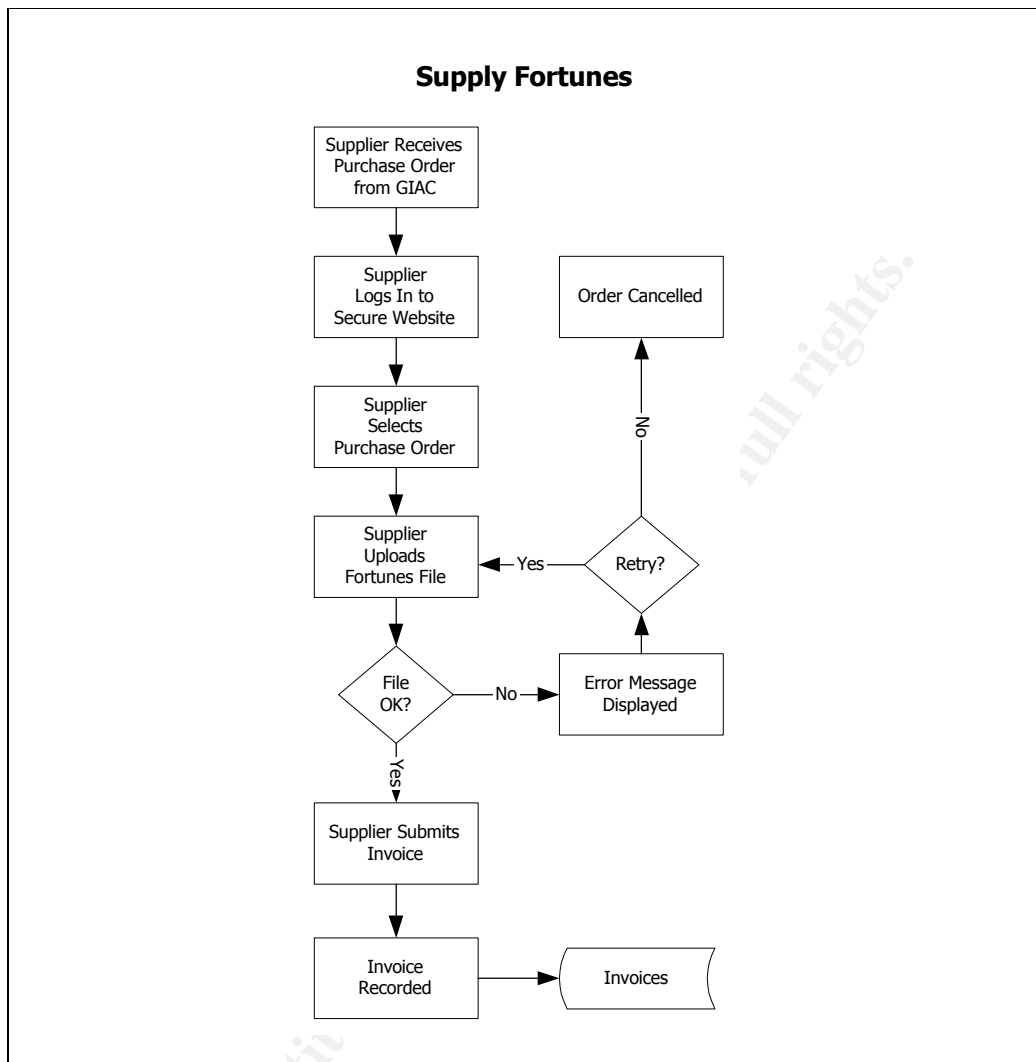 Supply Fortunes
Supplier Receives
Purchase Order
from GIAC
Supplier
Logs In to
Secure Website
Order Cancelled
Supplier
Selects
Purchase Order
No
Supplier
Uploads
Fortunes File
Yes
Retry?
File
OK?
No
Error Message
Displayed
Yes
Supplier Submits
Invoice
Invoice
Recorded
Invoices
full rights.